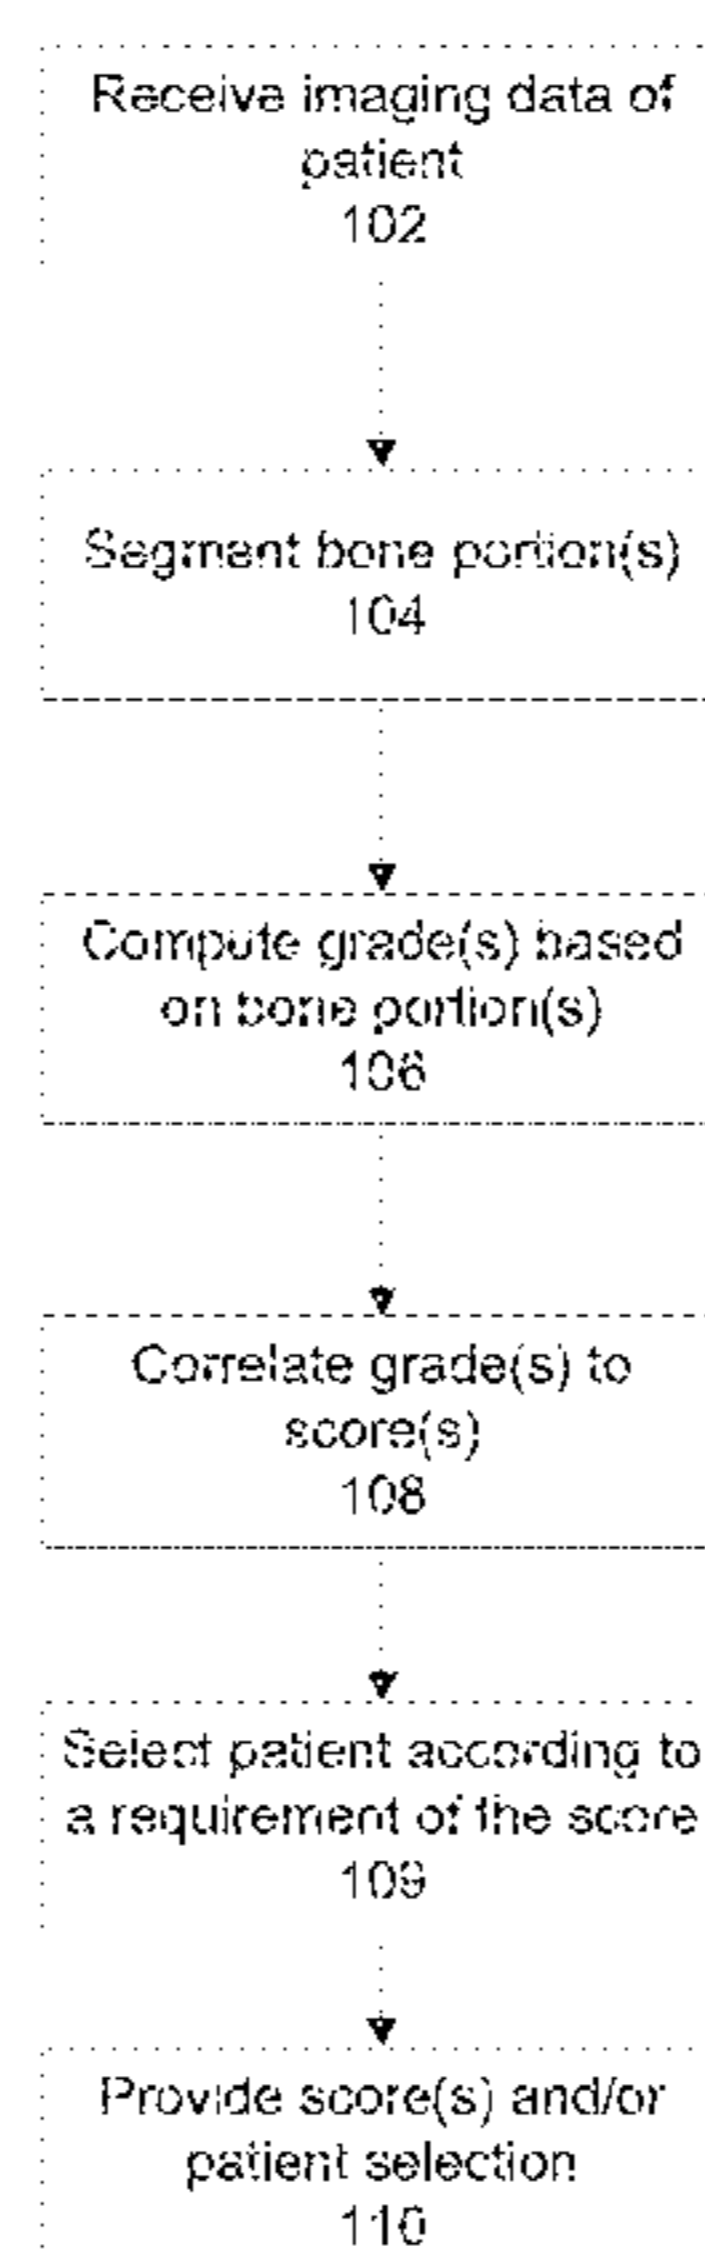 Receive imaging data of
patient
102
Segment bone portion(s)
104
Compute grade(s) based
on bone portion(s)
106
Correlate grade(s) to
score(s)
108
Select patient according to
a requirement of the score
109
Provide score(s) and/or
patient selection
110